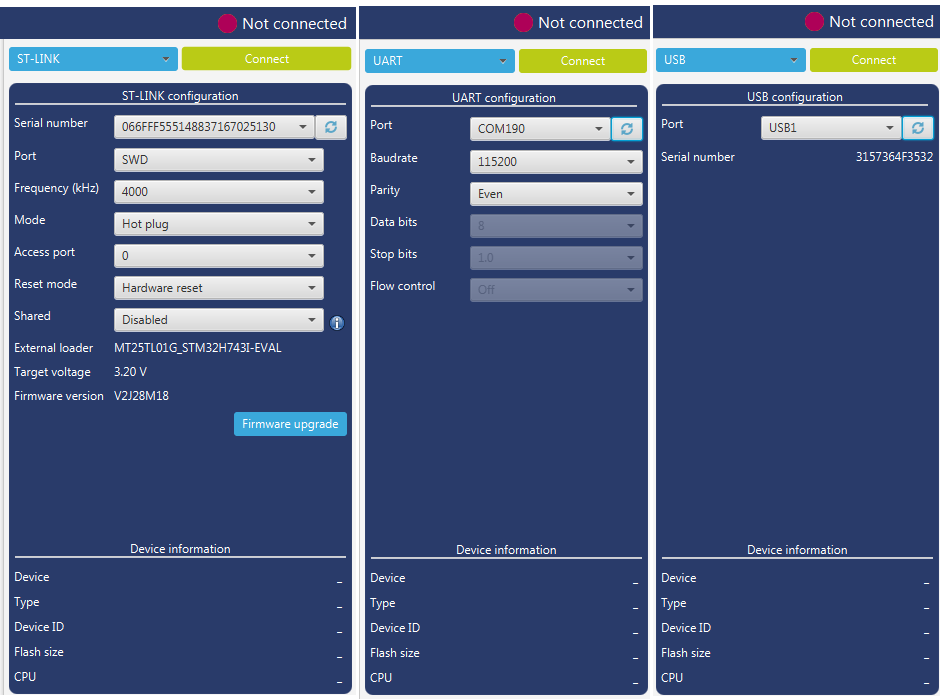 Not connected
ST-LINK Connect
ST-LINK configuration
Serial number 066FFF555148837167025130
Port SWD
Frequency (kHz) 4000
Mode Hot plug
Access port 0
Reset mode Hardware reset
Shared Disabled
External loader MT25TL01G_STM32H743I-EVAL
Target voltage 3.20 V
Firmware version V2J28M18
Firmware upgrade
Device information
Device _
Type _
Device ID _
Flash size _
CPU _
Not connected
UART Connect
UART configuration
Port COM190
Baudrate 115200
Parity Even
Data bits 8
Stop bits 1.0
Flow control Off
Device information
Device _
Type _
Device ID _
Flash size _
CPU _
Not connected
USB Connect
USB configuration
Port USB1
Serial number 3157364F3532
Device information
Device _
Type _
Device ID _
Flash size _
CPU _